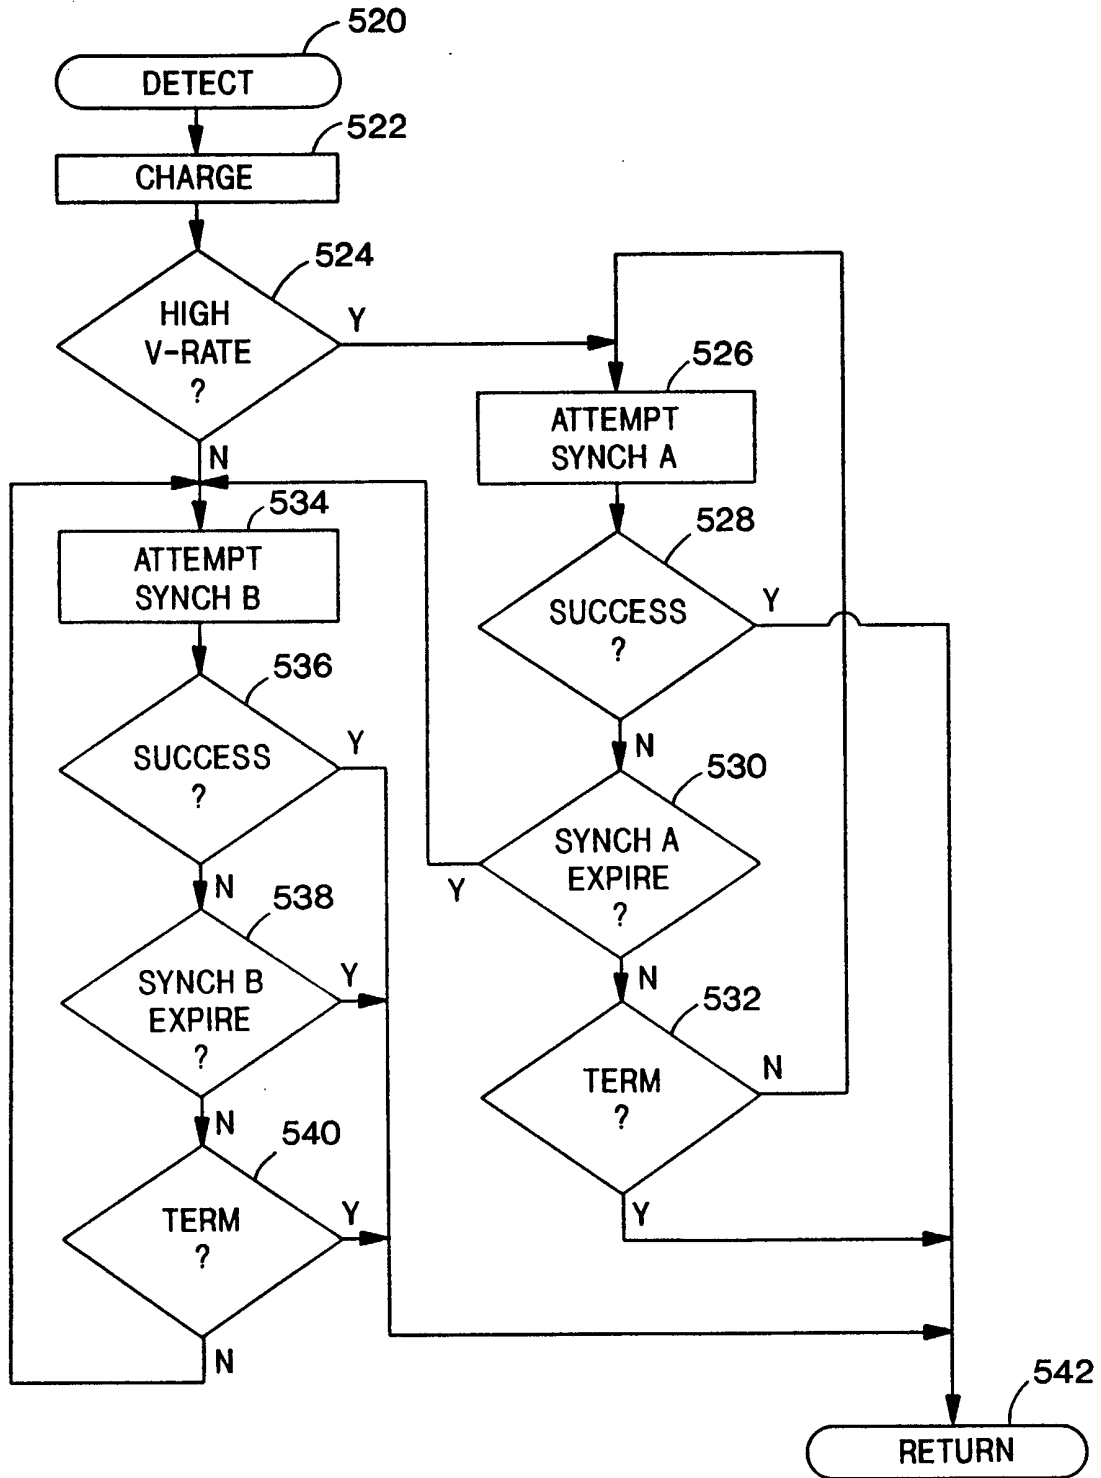 520
DETECT
522
CHARGE
524
HIGH
V-RATE
?
Y
N
526
ATTEMPT
SYNCH A
528
SUCCESS
?
Y
N
530
SYNCH A
EXPIRE
?
Y
N
532
TERM
?
N
Y
534
ATTEMPT
SYNCH B
536
SUCCESS
?
Y
N
538
SYNCH B
EXPIRE
?
Y
N
540
TERM
?
Y
N
542
RETURN